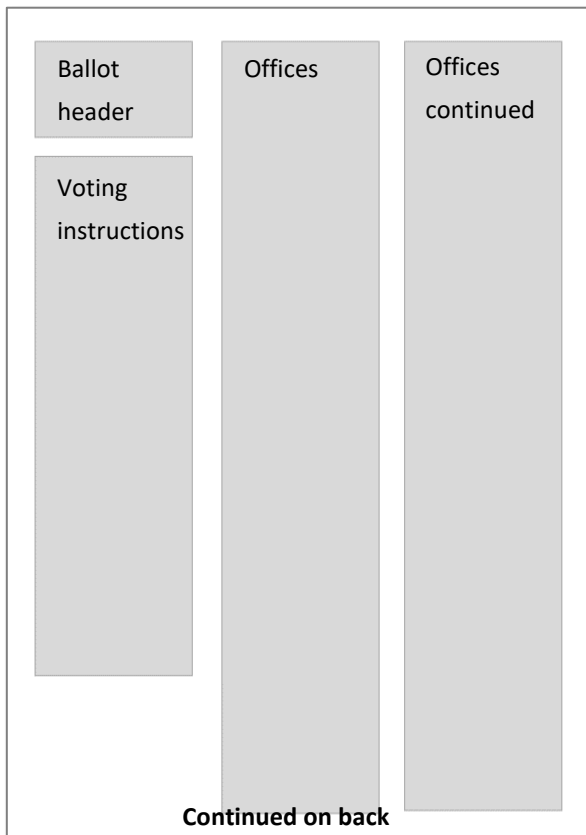 Ballot
header
Voting
instructions
Offices
Offices
continued
Continued on back